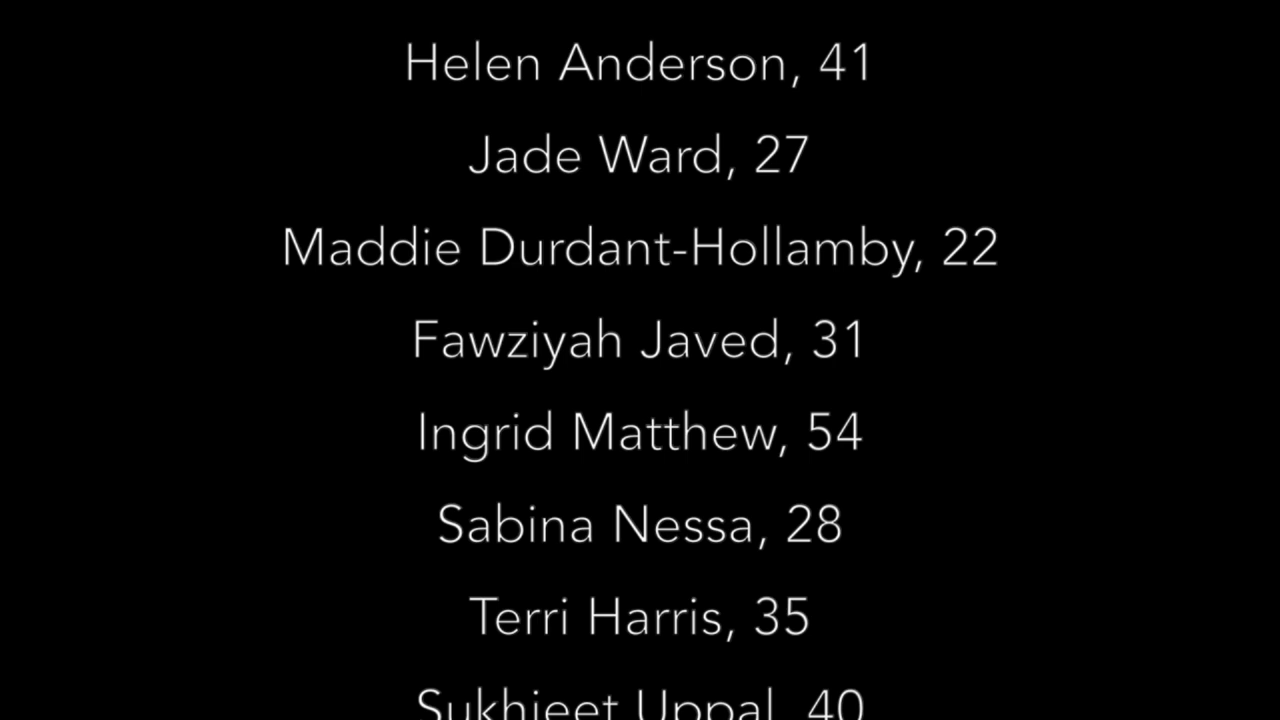 Helen Anderson, 41
Jade Ward, 27
Maddie Durdant-Hollamby, 22
Fawziyah Javed, 31
Ingrid Matthew, 54
Sabina Nessa, 28
Terri Harris, 35
Sukhjeet Uppal, 40